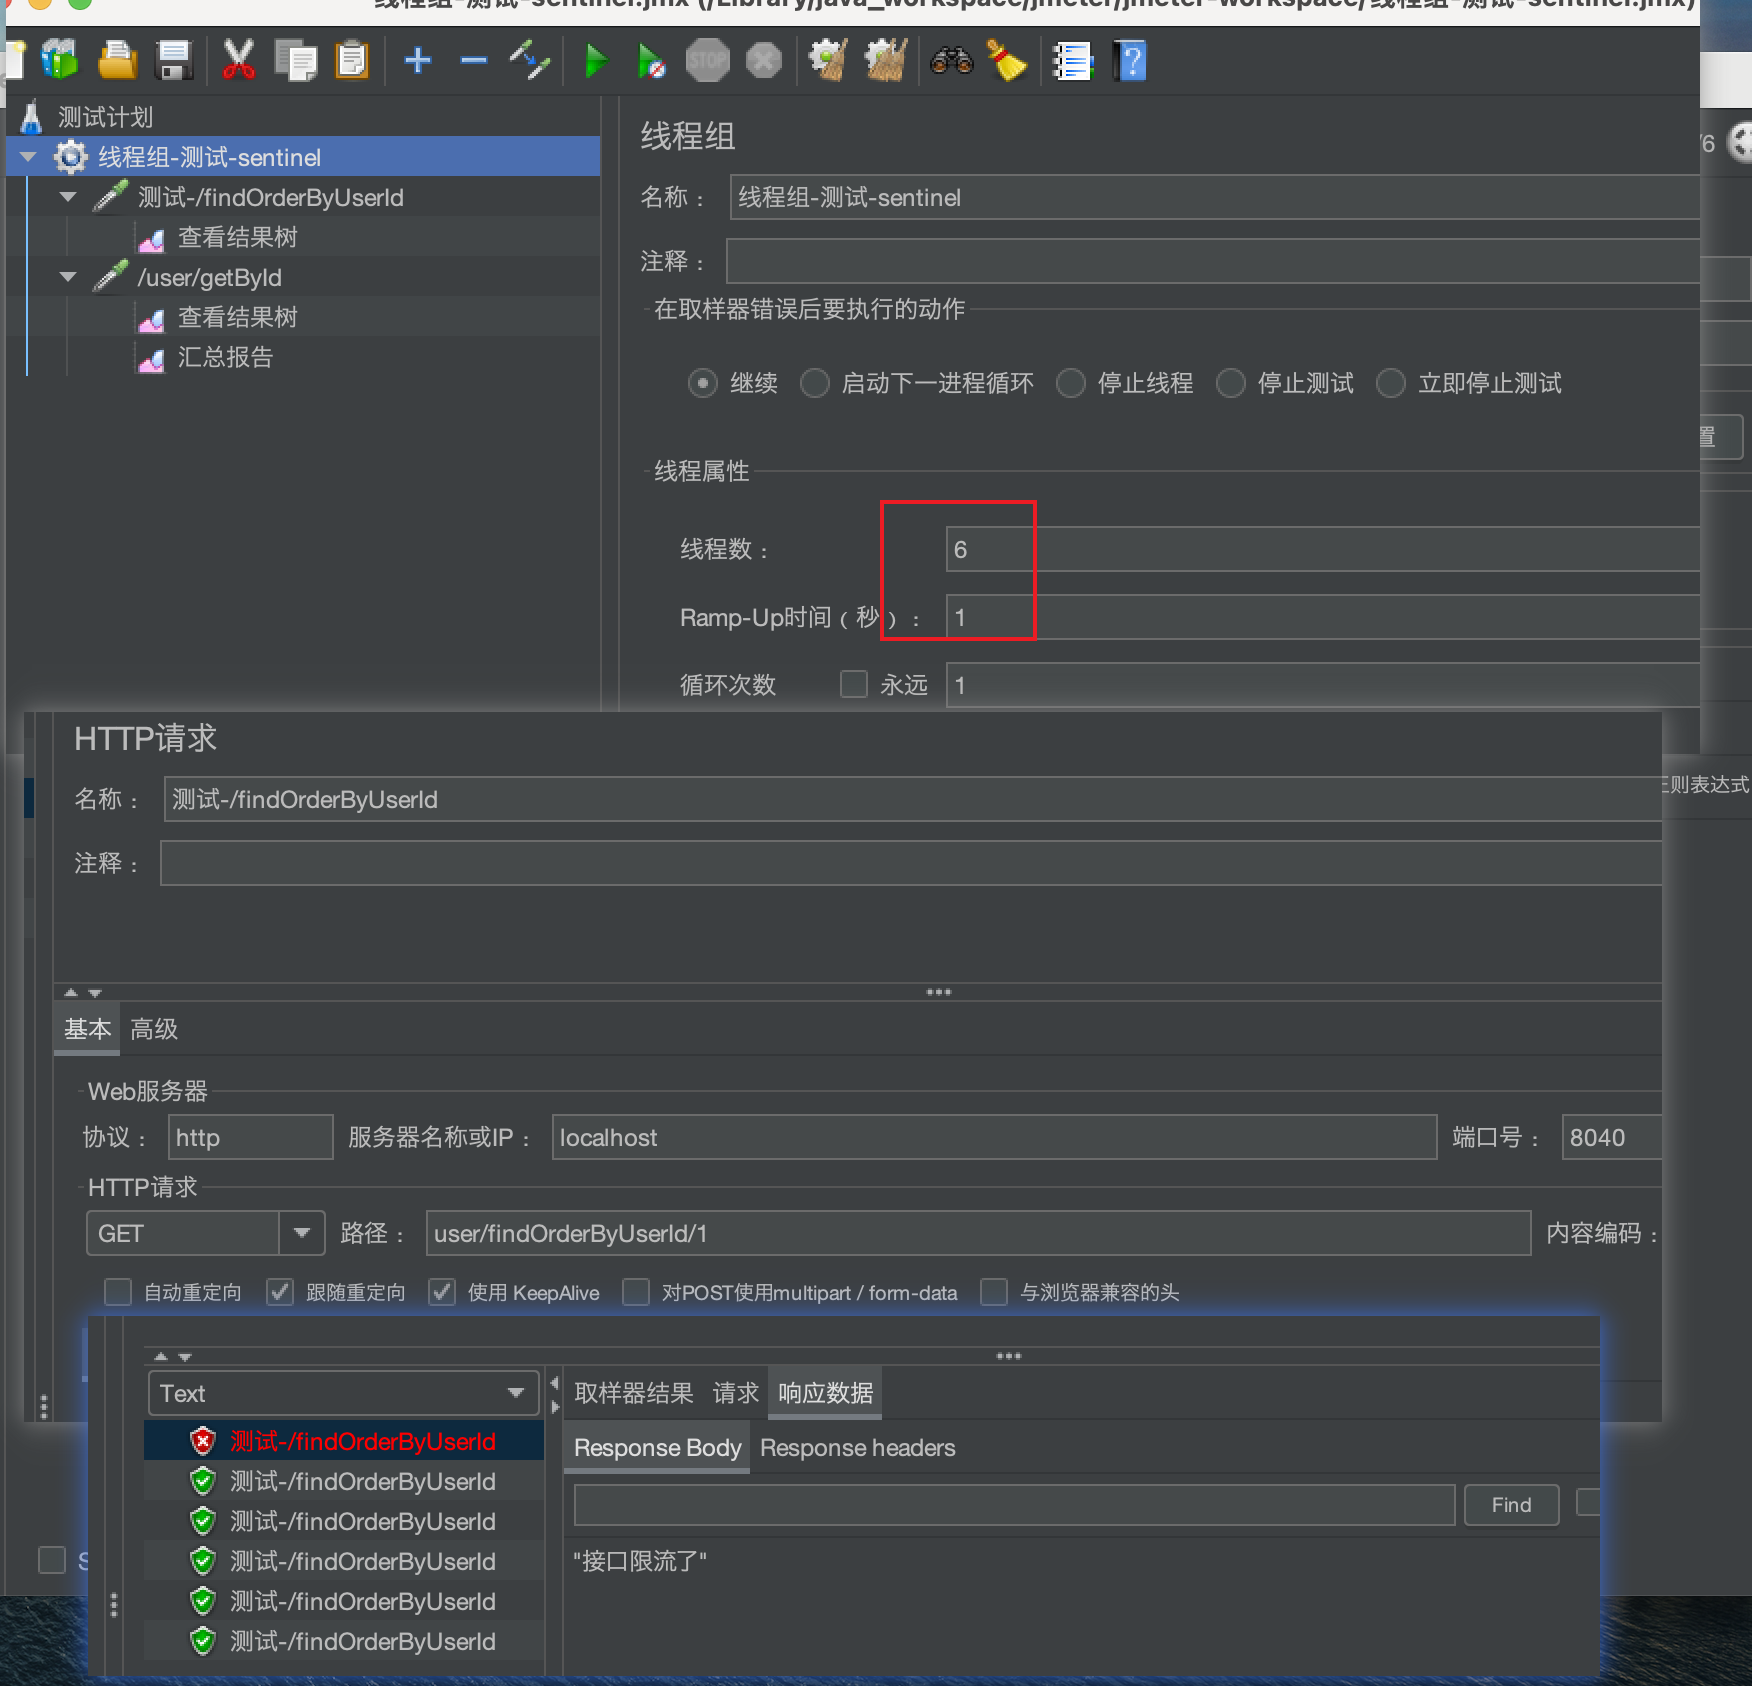 线程组-测试-sentinel.jmx (/Library/java_workspace/jmeter/jmeter-workspace/线程组-测试-sentinel.jmx)
STOP
测试计划
线程组-测试-sentinel
测试-/findOrderByUserId
查看结果树
/user/getById
查看结果树
汇总报告
线程组
名称： 线程组-测试-sentinel
注释：
在取样器错误后要执行的动作
继续 启动下一进程循环 停止线程 停止测试 立即停止测试
线程属性
线程数： 6
Ramp-Up时间（秒）： 1
循环次数 永远 1
/6
置
HTTP请求
名称： 测试-/findOrderByUserId
注释：
则表达式
基本 高级
Web服务器
协议： http 服务器名称或IP： localhost 端口号： 8040
HTTP请求
GET 路径： user/findOrderByUserId/1 内容编码：
自动重定向 跟随重定向 使用 KeepAlive 对POST使用multipart / form-data 与浏览器兼容的头
Text
取样器结果 请求 响应数据
测试-/findOrderByUserId
测试-/findOrderByUserId
测试-/findOrderByUserId
测试-/findOrderByUserId
测试-/findOrderByUserId
测试-/findOrderByUserId
Response Body Response headers
Find
"接口限流了"
S